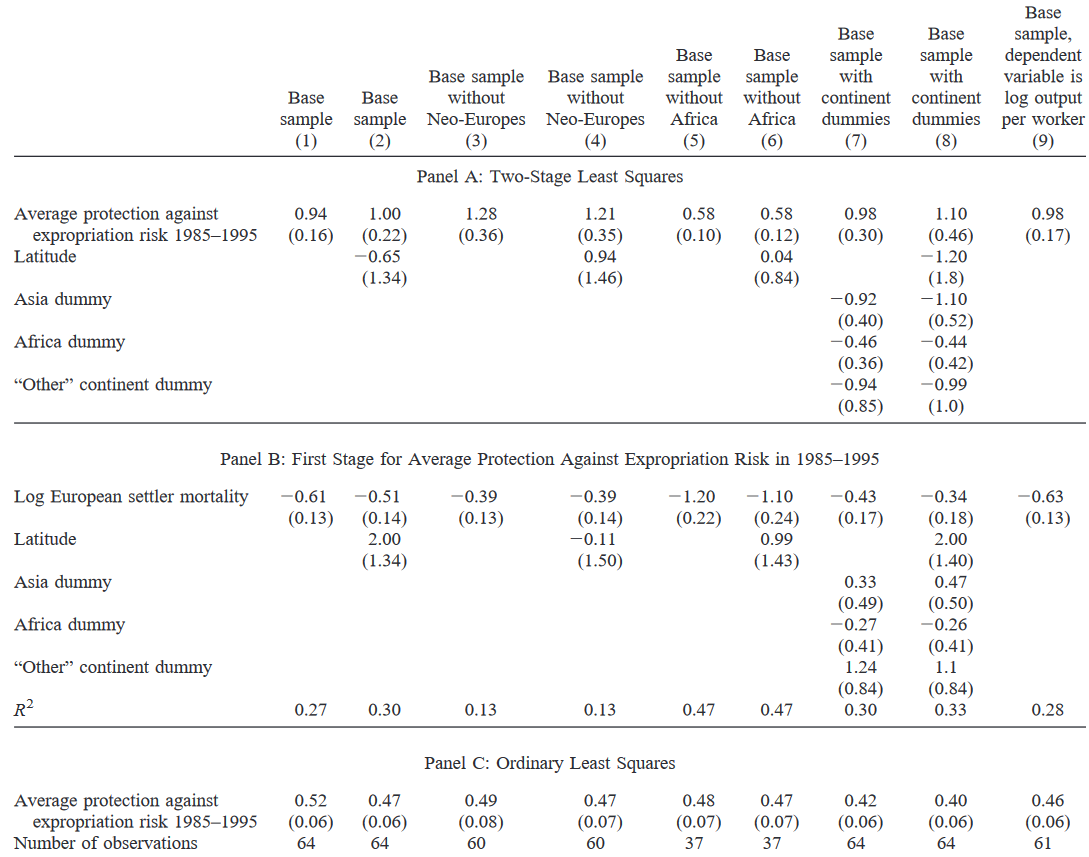 Base
Base Base sample,
Base Base sample sample dependent
Base sample Base sample sample sample with with variable is
Base Base without without without without continent continent log output
sample sample Neo-Europes Neo-Europes Africa Africa dummies dummies per worker
(1) (2) (3) (4) (5) (6) (7) (8) (9)
Panel A: Two-Stage Least Squares
Average protection against 0.94 1.00 1.28 1.21 0.58 0.58 0.98 1.10 0.98
expropriation risk 1985–1995 (0.16) (0.22) (0.36) (0.35) (0.10) (0.12) (0.30) (0.46) (0.17)
Latitude −0.65 0.94 0.04 −1.20
(1.34) (1.46) (0.84) (1.8)
Asia dummy −0.92 −1.10
(0.40) (0.52)
Africa dummy −0.46 −0.44
(0.36) (0.42)
“Other” continent dummy −0.94 −0.99
(0.85) (1.0)
Panel B: First Stage for Average Protection Against Expropriation Risk in 1985–1995
Log European settler mortality −0.61 −0.51 −0.39 −0.39 −1.20 −1.10 −0.43 −0.34 −0.63
(0.13) (0.14) (0.13) (0.14) (0.22) (0.24) (0.17) (0.18) (0.13)
Latitude 2.00 −0.11 0.99 2.00
(1.34) (1.50) (1.43) (1.40)
Asia dummy 0.33 0.47
(0.49) (0.50)
Africa dummy −0.27 −0.26
(0.41) (0.41)
“Other” continent dummy 1.24 1.1
(0.84) (0.84)
R² 0.27 0.30 0.13 0.13 0.47 0.47 0.30 0.33 0.28
Panel C: Ordinary Least Squares
Average protection against 0.52 0.47 0.49 0.47 0.48 0.47 0.42 0.40 0.46
expropriation risk 1985–1995 (0.06) (0.06) (0.08) (0.07) (0.07) (0.07) (0.06) (0.06) (0.06)
Number of observations 64 64 60 60 37 37 64 64 61